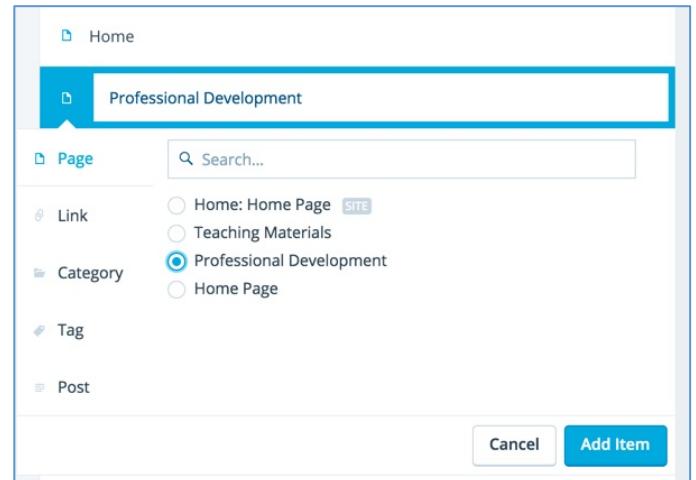 Home
Professional Development
Page
Search...
Home: Home Page SITE
Link
Teaching Materials
Professional Development
Category
Home Page
Tag
Post
Cancel Add Item